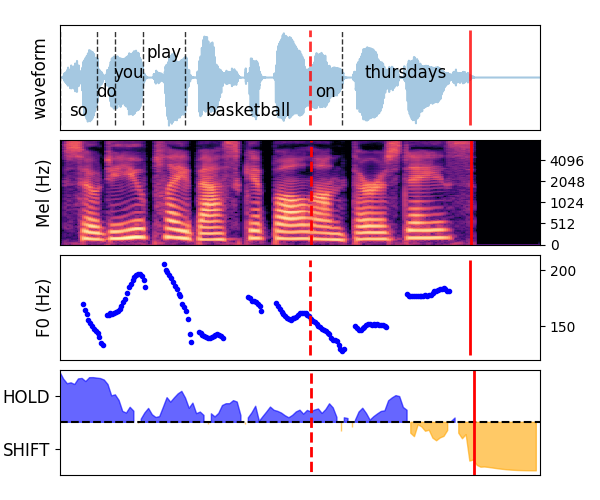 waveform
so
do
you
play
basketball
on
thursdays
Mel (Hz)
4096
2048
1024
512
0
F0 (Hz)
200
150
HOLD
SHIFT